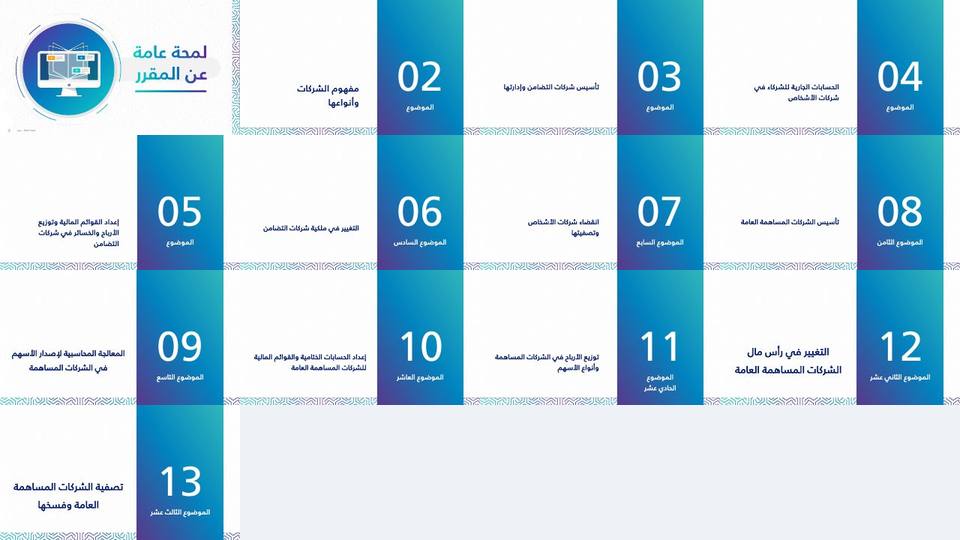 لمحة عامة
عن المقرر
02
الموضوع
مفهوم الشركات
وأنواعها
03
الموضوع
تأسيس شركات التضامن وإدارتها
04
الموضوع
الحسابات الجارية للشركاء في
شركات الأشخاص
05
الموضوع
إعداد القوائم المالية وتوزيع
الأرباح والخسائر في شركات
التضامن
06
الموضوع السادس
التغيير في ملكية شركات التضامن
07
الموضوع السابع
انقضاء شركات الأشخاص
وتصفيتها
08
الموضوع الثامن
تأسيس الشركات المساهمة العامة
09
الموضوع التاسع
المعالجة المحاسبية لإصدار الأسهم
في الشركات المساهمة
10
الموضوع العاشر
إعداد الحسابات الختامية والقوائم المالية
للشركات المساهمة العامة
11
الموضوع
الحادي عشر
توزيع الأرباح في الشركات المساهمة
وأنواع الأسهم
12
الموضوع الثاني عشر
التغيير في رأس مال
الشركات المساهمة العامة
13
الموضوع الثالث عشر
تصفية الشركات المساهمة
العامة وفسخها